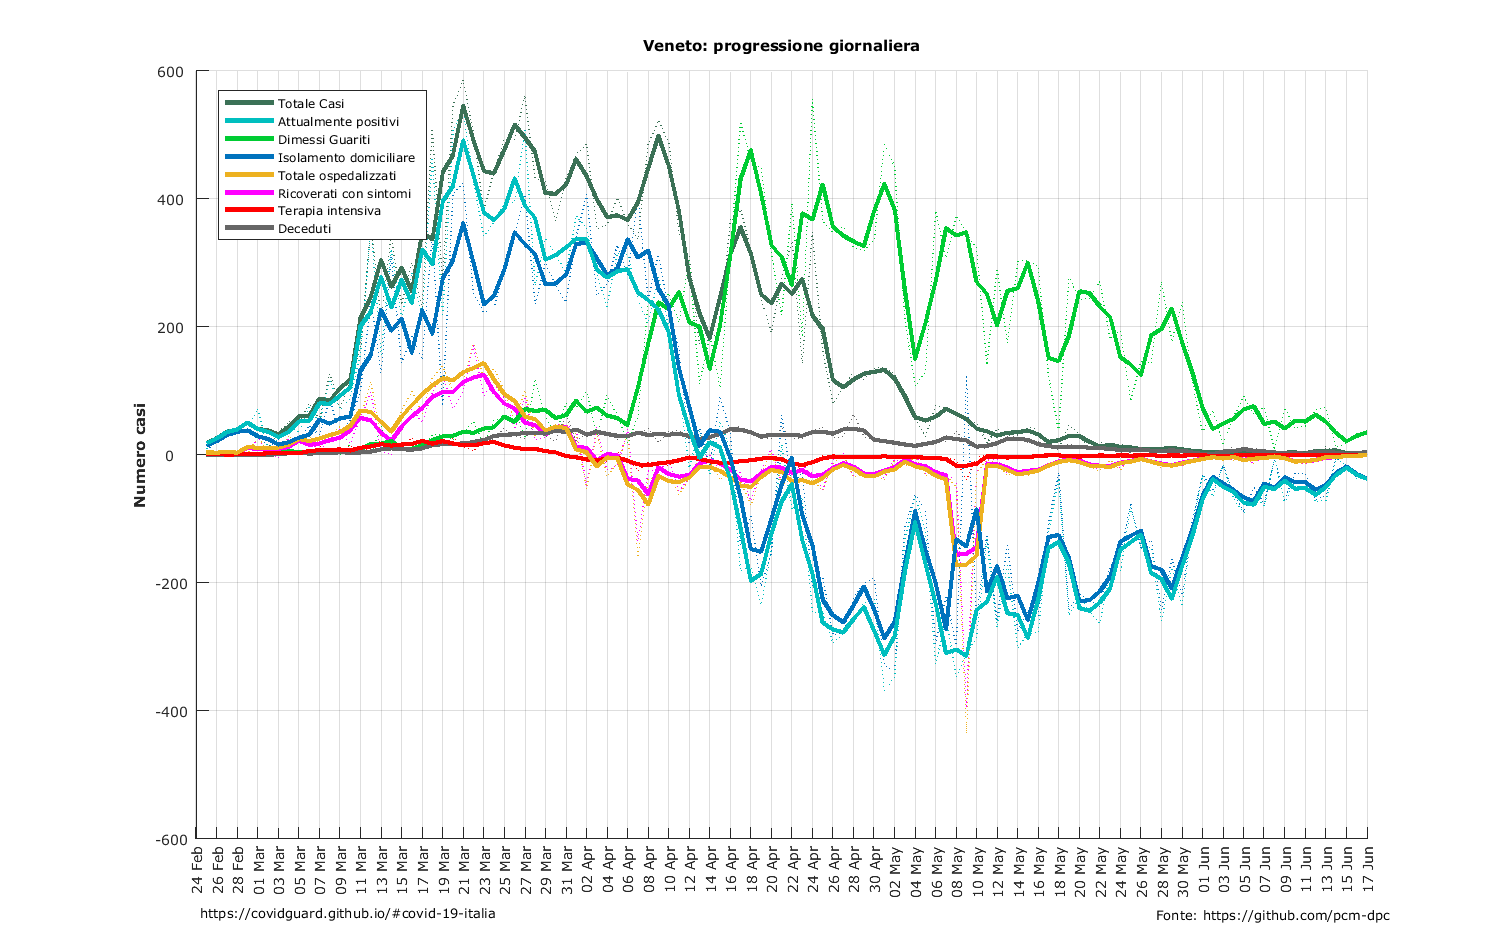 Veneto: progressione giornaliera
600
400
200
0
-200
-400
-600
Numero casi
Totale Casi
Attualmente positivi
Dimessi Guariti
Isolamento domiciliare
Totale ospedalizzati
Ricoverati con sintomi
Terapia intensiva
Deceduti
24 Feb
26 Feb
28 Feb
01 Mar
03 Mar
05 Mar
07 Mar
09 Mar
11 Mar
13 Mar
15 Mar
17 Mar
19 Mar
21 Mar
23 Mar
25 Mar
27 Mar
29 Mar
31 Mar
02 Apr
04 Apr
06 Apr
08 Apr
10 Apr
12 Apr
14 Apr
16 Apr
18 Apr
20 Apr
22 Apr
24 Apr
26 Apr
28 Apr
30 Apr
02 May
04 May
06 May
08 May
10 May
12 May
14 May
16 May
18 May
20 May
22 May
24 May
26 May
28 May
30 May
01 Jun
03 Jun
05 Jun
07 Jun
09 Jun
11 Jun
13 Jun
15 Jun
17 Jun
https://covidguard.github.io/#covid-19-italia
Fonte: https://github.com/pcm-dpc